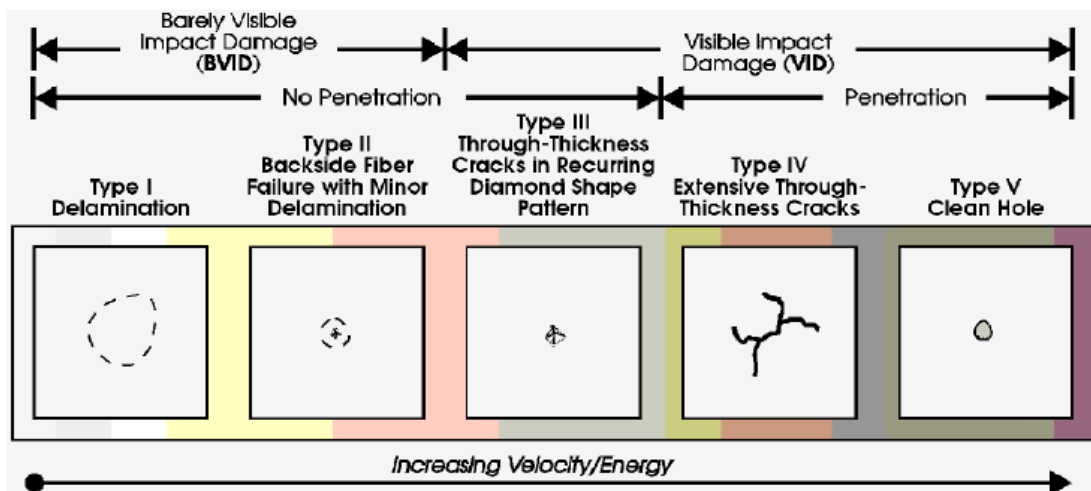 Barely Visible
Impact Damage
(BVID)
Visible Impact
Damage (VID)
No Penetration
Penetration
Type I
Delamination
Type II
Backside Fiber
Failure with Minor
Delamination
Type III
Through-Thickness
Cracks in Recurring
Diamond Shape
Pattern
Type IV
Extensive Through-
Thickness Cracks
Type V
Clean Hole
Increasing Velocity/Energy